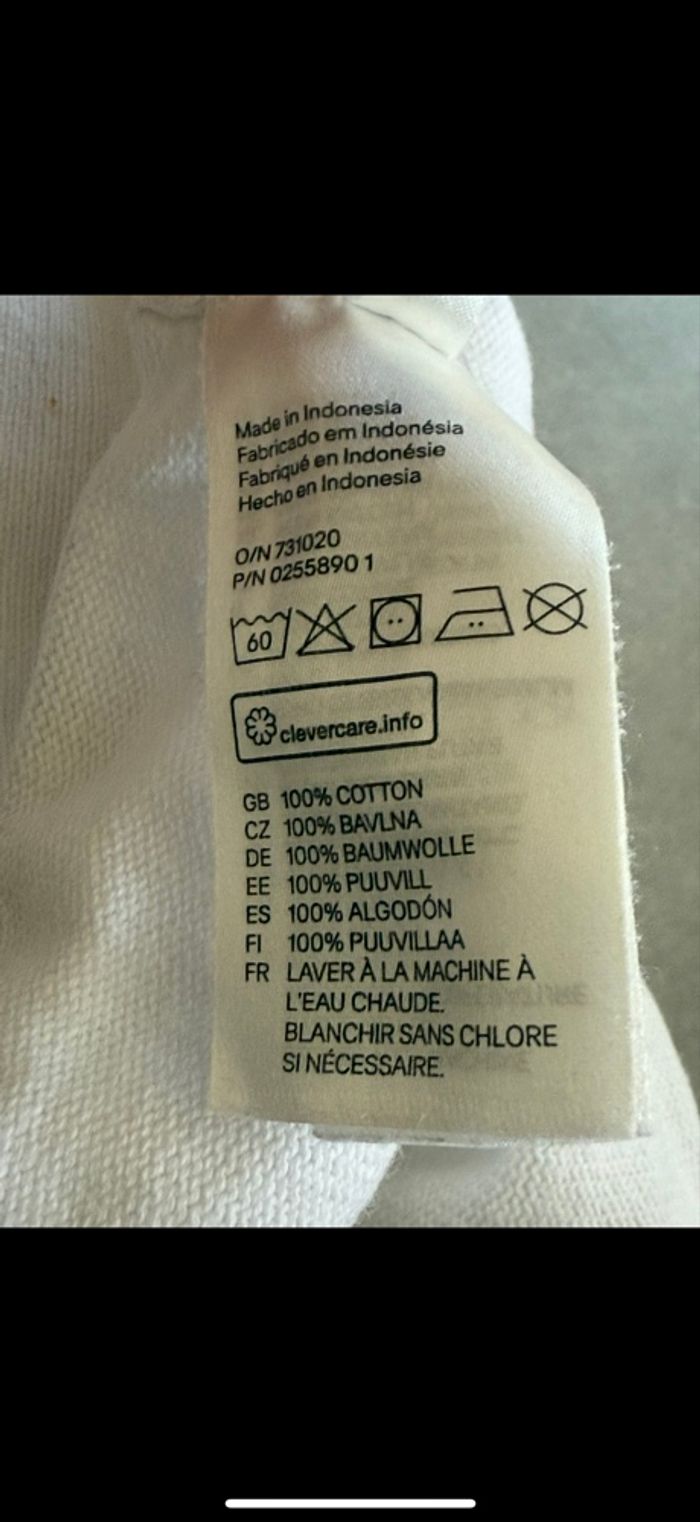 Made in Indonesia
Fabricado em Indonésia
Fabriqué en Indonésie
Hecho en Indonesia
O/N 731020
P/N 0255890 1
60
clevercare.info
GB 100% COTTON
CZ 100% BAVLNA
DE 100% BAUMWOLLE
EE 100% PUUVILL
ES 100% ALGODÓN
FI 100% PUUVILLAA
FR LAVER À LA MACHINE À
L'EAU CHAUDE.
BLANCHIR SANS CHLORE
SI NÉCESSAIRE.